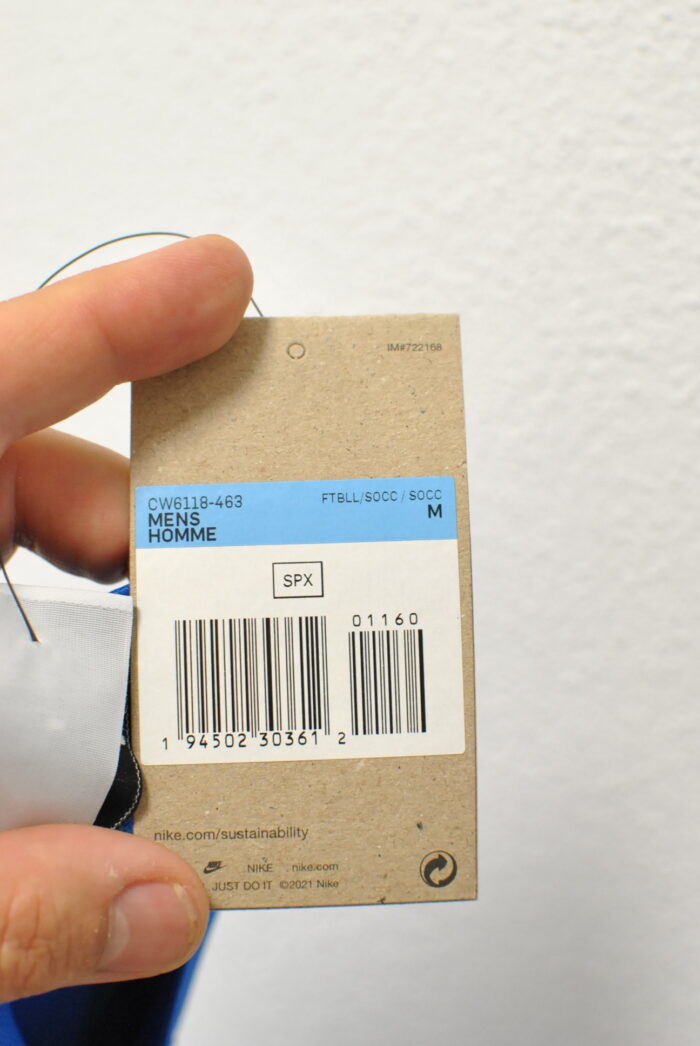 IM#722168
CW6118-463
FTBLL/SOCC / SOCC
MENS
M
HOMME
SPX
01160
1 94502 30361 2
nike.com/sustainability
NIKE nike.com
JUST DO IT ©2021 Nike